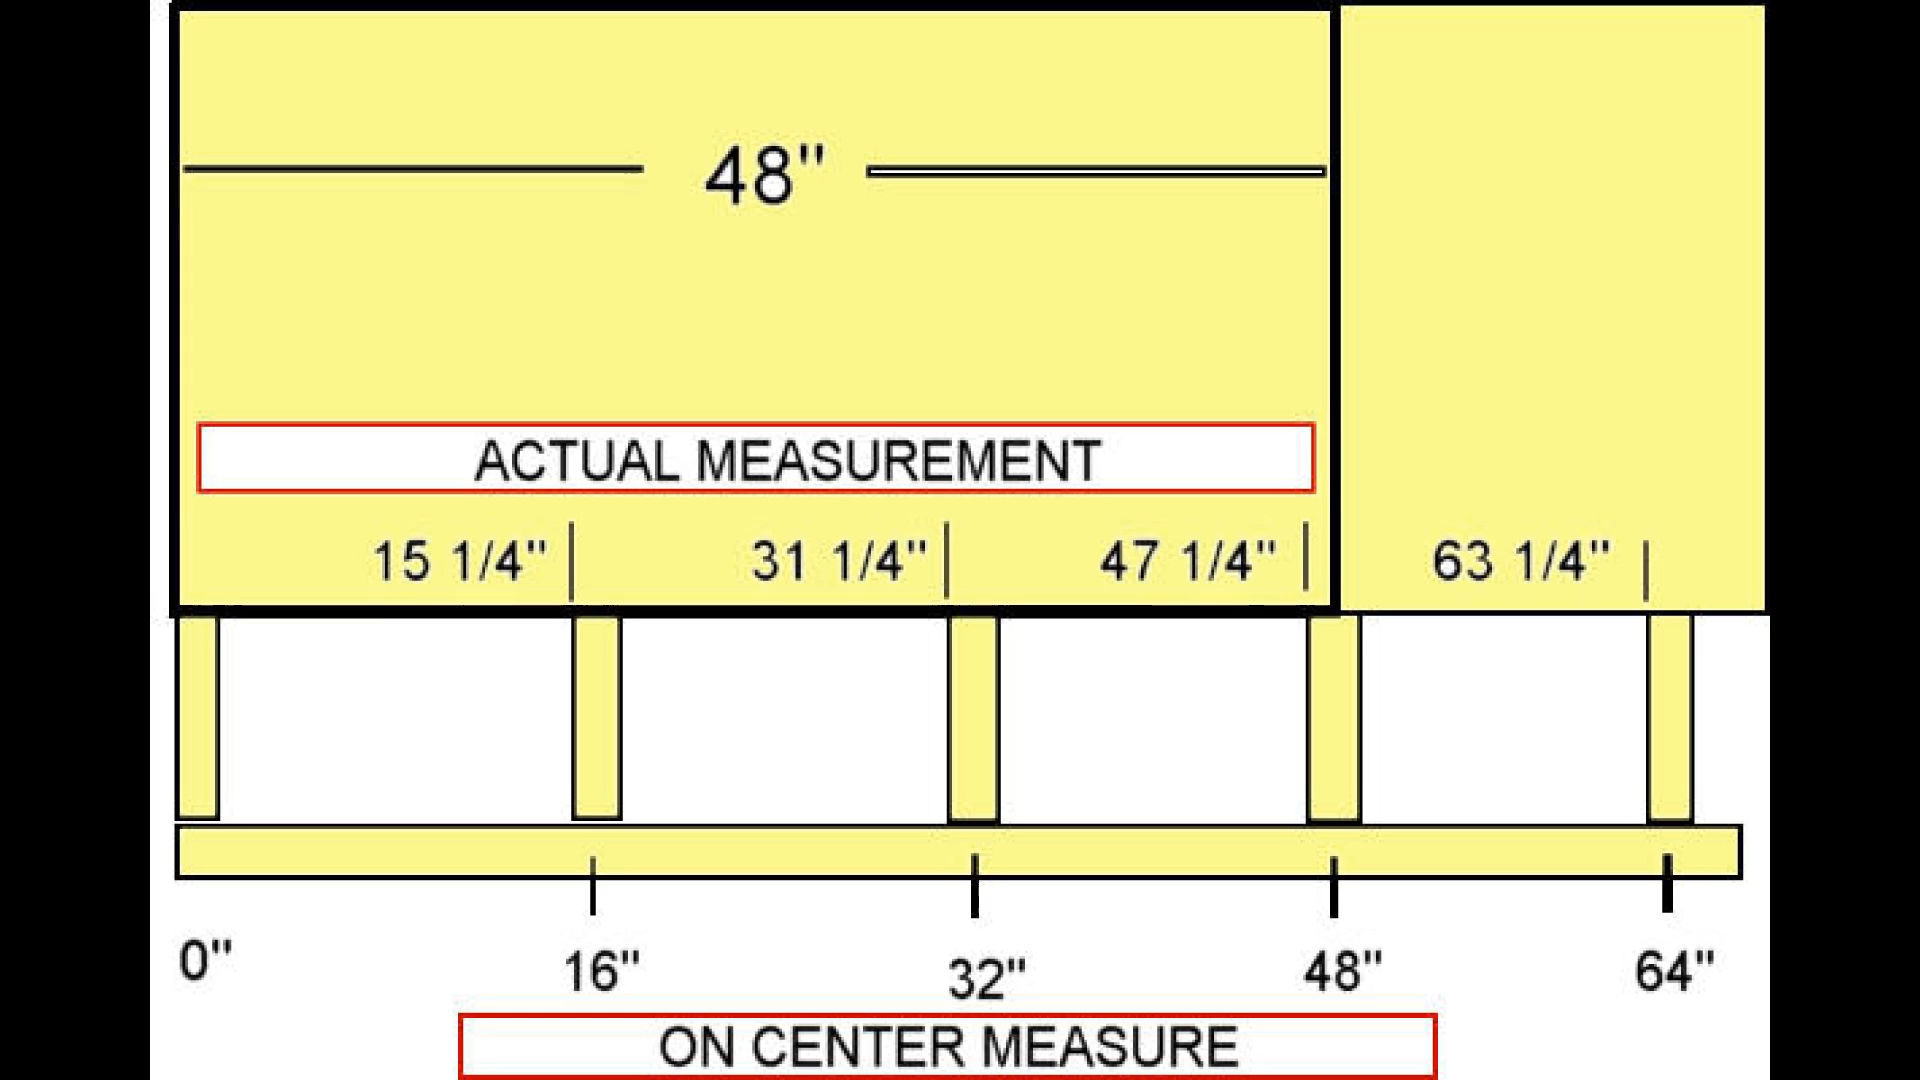 48"
ACTUAL MEASUREMENT
15 1/4" 31 1/4" 47 1/4" 63 1/4"
0" 16" 32" 48" 64"
ON CENTER MEASURE